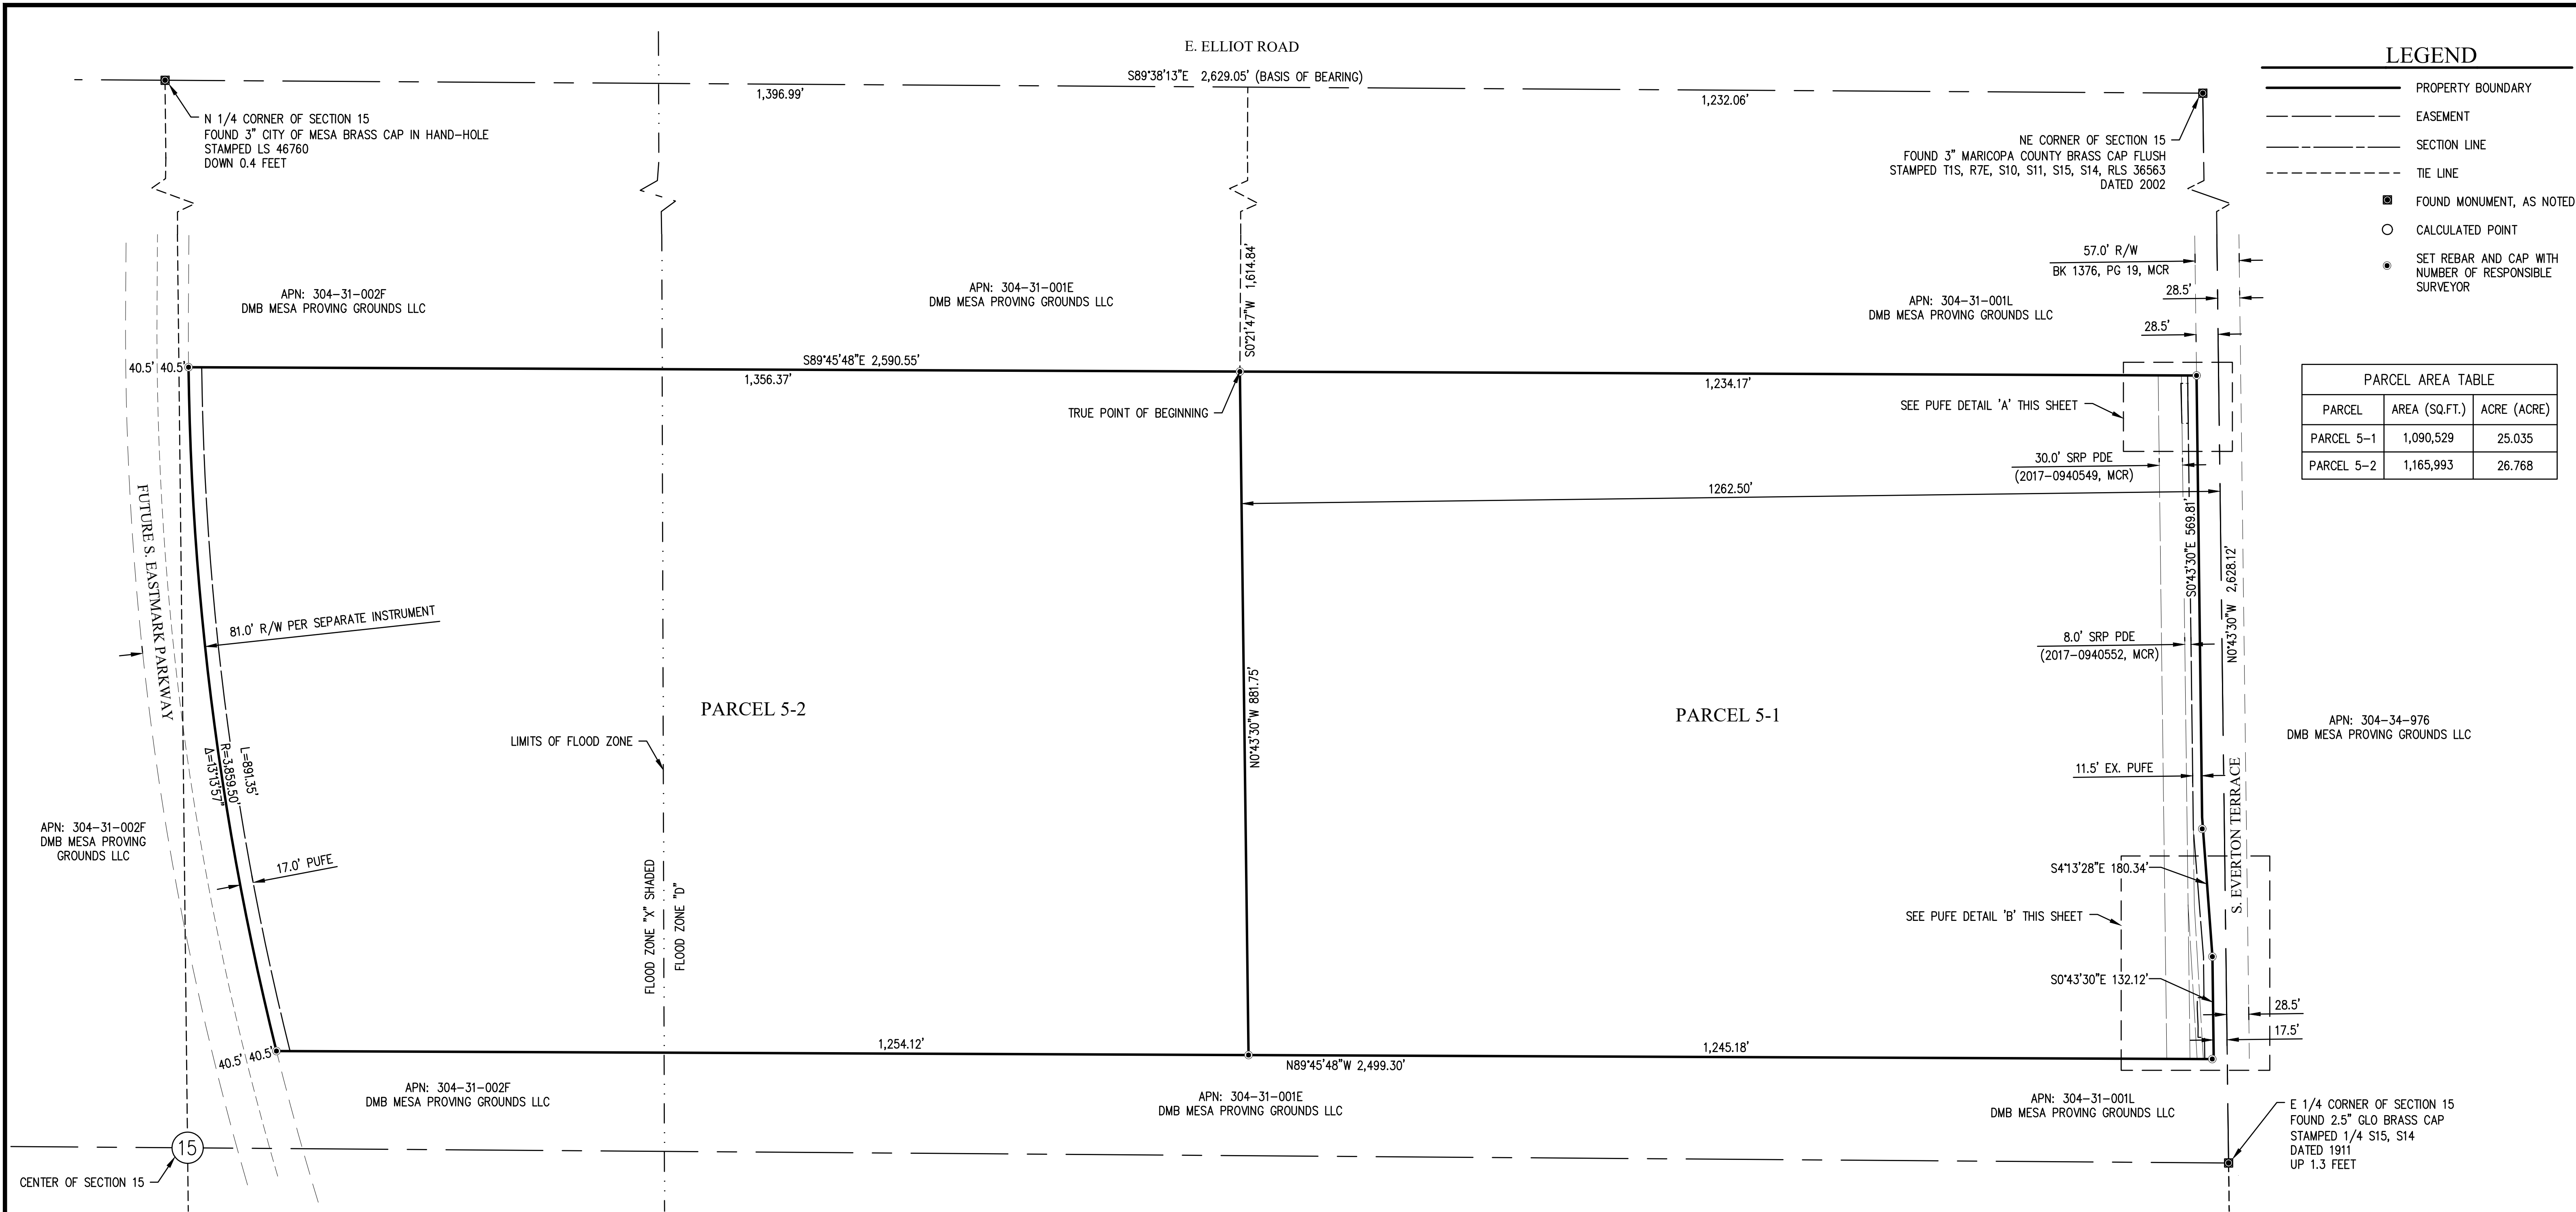 E. ELLIOT ROAD
S89°38'13"E 2,629.05' (BASIS OF BEARING)
1,396.99'
1,232.06'
N 1/4 CORNER OF SECTION 15
FOUND 3" CITY OF MESA BRASS CAP IN HAND-HOLE
STAMPED LS 46760
DOWN 0.4 FEET
NE CORNER OF SECTION 15
FOUND 3" MARICOPA COUNTY BRASS CAP FLUSH
STAMPED T1S, R7E, S10, S11, S15, S14, RLS 36563
DATED 2002
LEGEND
PROPERTY BOUNDARY
EASEMENT
SECTION LINE
TIE LINE
FOUND MONUMENT, AS NOTED
CALCULATED POINT
SET REBAR AND CAP WITH
NUMBER OF RESPONSIBLE
SURVEYOR
57.0' R/W
BK 1376, PG 19, MCR
28.5'
28.5'
APN: 304-31-002F
DMB MESA PROVING GROUNDS LLC
APN: 304-31-001E
DMB MESA PROVING GROUNDS LLC
S0°21'47"W 1,614.84'
APN: 304-31-001L
DMB MESA PROVING GROUNDS LLC
40.5' 40.5'
S89°45'48"E 2,590.55'
1,356.37'
1,234.17'
TRUE POINT OF BEGINNING
SEE PUFE DETAIL 'A' THIS SHEET
PARCEL AREA TABLE
PARCEL AREA (SQ.FT.) ACRE (ACRE)
PARCEL 5-1 1,090,529 25.035
PARCEL 5-2 1,165,993 26.768
30.0' SRP PDE
(2017-0940549, MCR)
1262.50'
S0°43'30"E 569.81'
N0°43'30"W 2,628.12'
FUTURE S. EASTMARK PARKWAY
81.0' R/W PER SEPARATE INSTRUMENT
8.0' SRP PDE
(2017-0940552, MCR)
N0°43'30"W 881.75'
PARCEL 5-2
PARCEL 5-1
LIMITS OF FLOOD ZONE
APN: 304-34-976
DMB MESA PROVING GROUNDS LLC
L=891.35'
R=3,859.50'
Δ=13°13'57"
11.5' EX. PUFE
S. EVERTON TERRACE
APN: 304-31-002F
DMB MESA PROVING
GROUNDS LLC
17.0' PUFE
FLOOD ZONE "X" SHADED
FLOOD ZONE "D"
S4°13'28"E 180.34'
SEE PUFE DETAIL 'B' THIS SHEET
S0°43'30"E 132.12'
28.5'
17.5'
40.5' 40.5'
1,254.12'
1,245.18'
N89°45'48"W 2,499.30'
APN: 304-31-002F
DMB MESA PROVING GROUNDS LLC
APN: 304-31-001E
DMB MESA PROVING GROUNDS LLC
APN: 304-31-001L
DMB MESA PROVING GROUNDS LLC
E 1/4 CORNER OF SECTION 15
FOUND 2.5" GLO BRASS CAP
STAMPED 1/4 S15, S14
DATED 1911
UP 1.3 FEET
15
CENTER OF SECTION 15